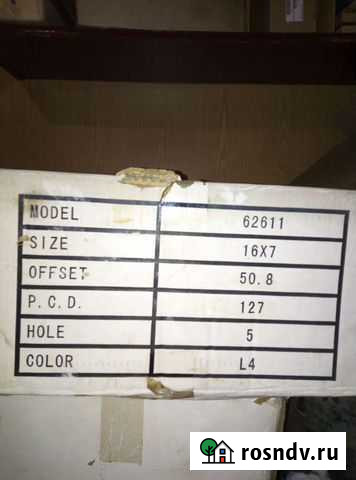 MODEL 62611
SIZE 16X7
OFFSET 50.8
P.C.D. 127
HOLE 5
COLOR L4
rosndv.ru